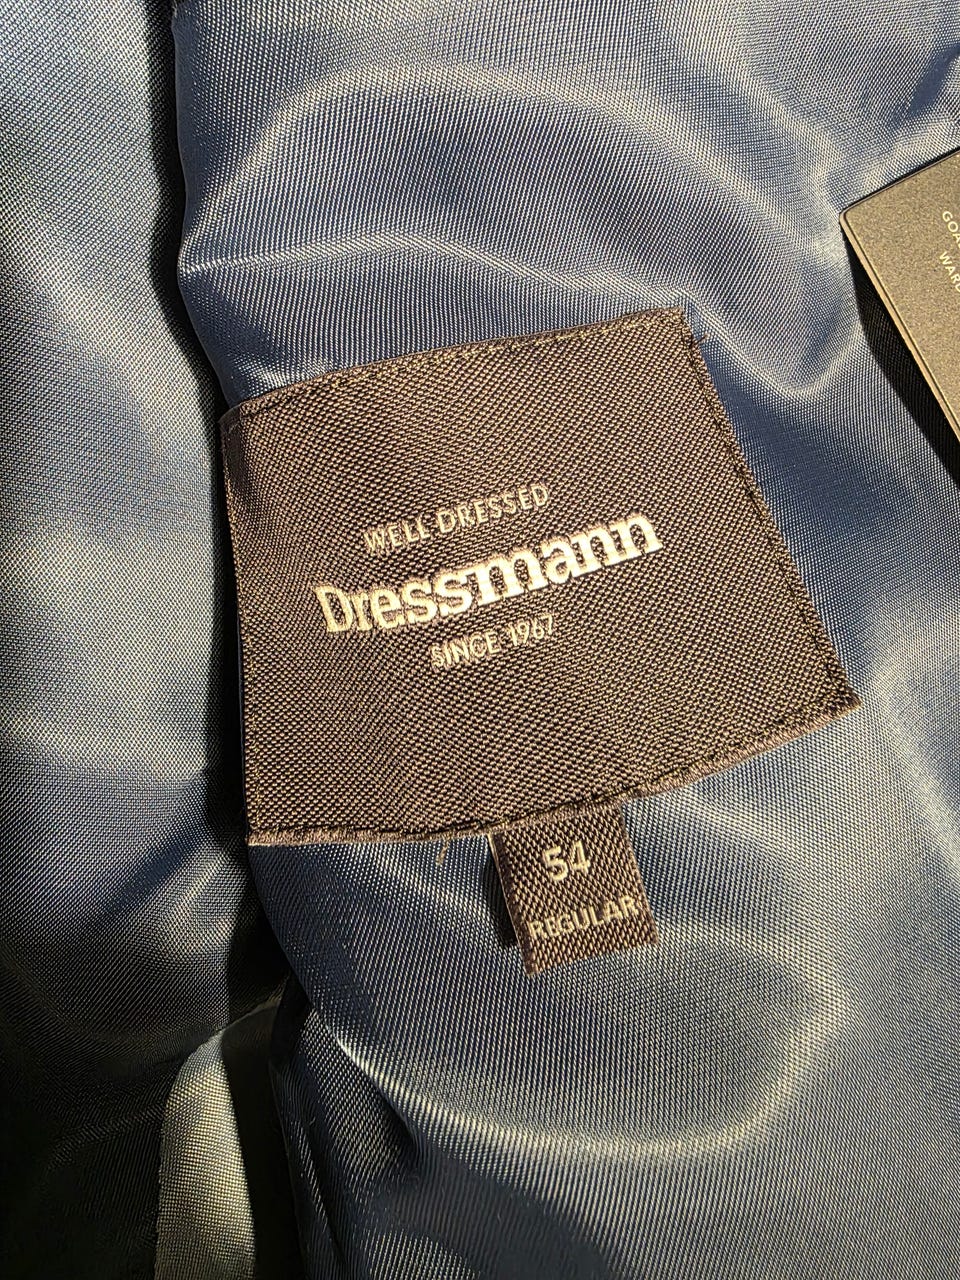 WELL DRESSED
Dressmann
SINCE 1967
54
REGULAR